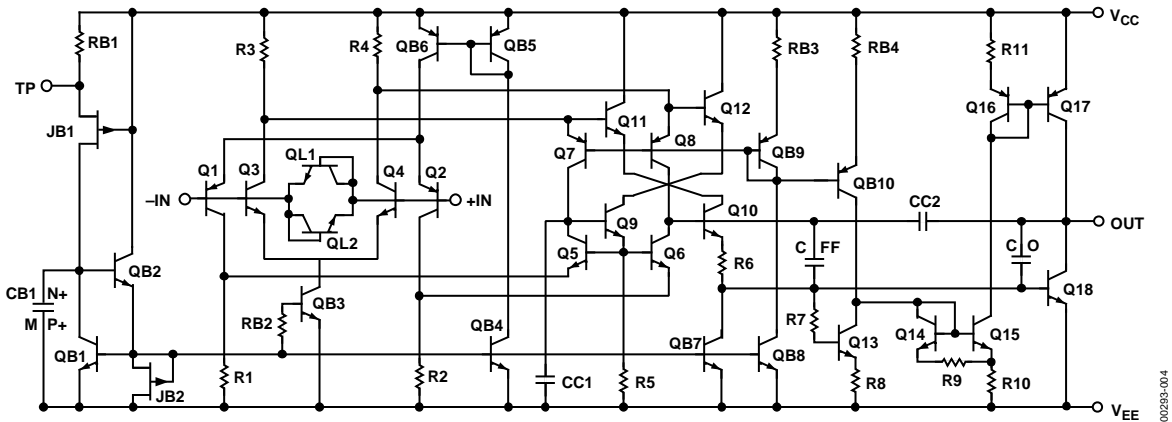 V_CC
RB1
R3
R4
QB6
QB5
RB3
RB4
R11
TP
Q12
Q16
Q17
JB1
Q11
Q7
Q8
QB9
Q1
Q3
QL1
Q4
Q2
QB10
–IN
+IN
Q9
Q10
CC2
OUT
QL2
Q5
Q6
C FF
C O
QB2
R6
CB1 N+
M P+
QB3
RB2
R7
Q13
Q14
Q15
Q18
QB1
JB2
QB4
QB7
QB8
R1
R2
CC1
R5
R8
R9
R10
V_EE
00293-004